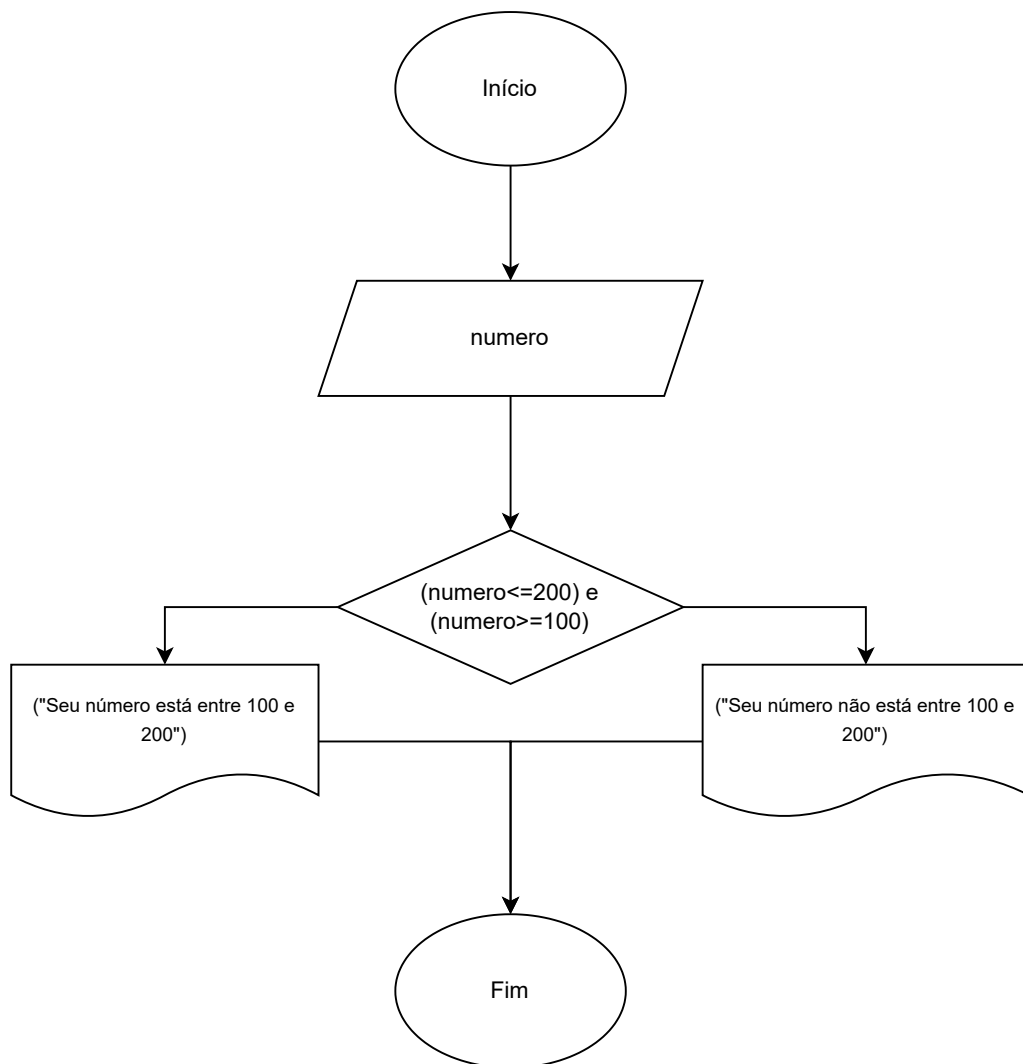 Início
numero
(numero<=200) e
(numero>=100)
("Seu número está entre 100 e
200")
("Seu número não está entre 100 e
200")
Fim